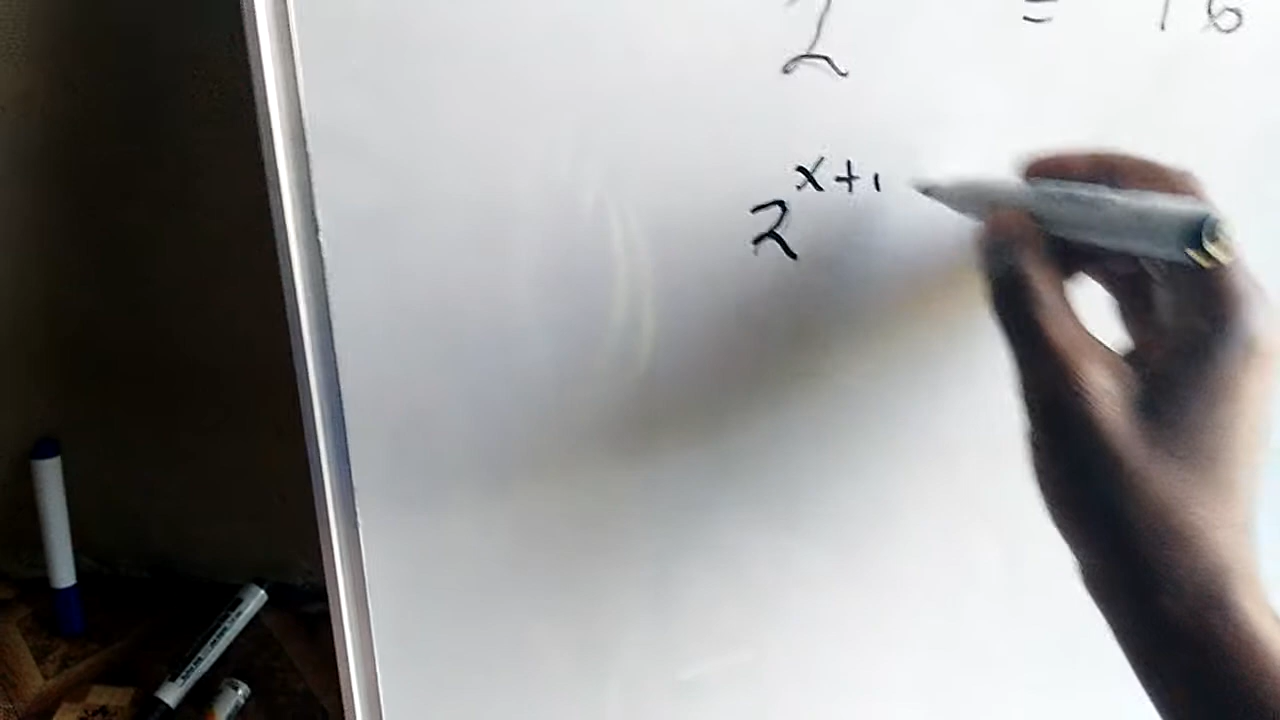 2 = 16
2^{x+1}